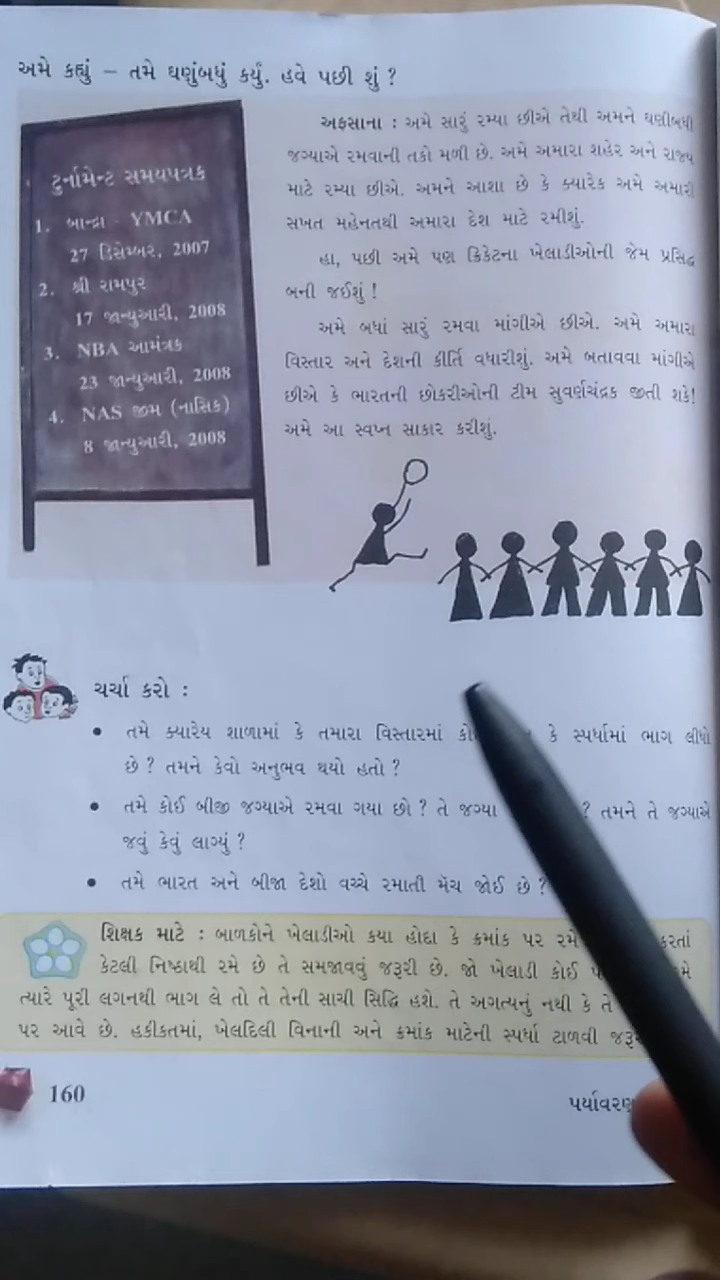 અમે કહ્યું – તમે ઘણુંબધું કર્યું. હવે પછી શું ?
ટુર્નામેન્ટ સમયપત્રક
1. બાન્દ્રા - YMCA
27 ડિસેમ્બર, 2007
2. શ્રી રામપુર
17 જાન્યુઆરી, 2008
3. NBA આમંત્રક
23 જાન્યુઆરી, 2008
4. NAS જીમ (નાસિક)
8 જાન્યુઆરી, 2008
અફસાના : અમે સારું રમ્યા છીએ તેથી અમને ઘણીબધી
જગ્યાએ રમવાની તકો મળી છે. અમે અમારા શહેર અને રાજ્ય
માટે રમ્યા છીએ. અમને આશા છે કે ક્યારેક અમે અમારી
સખત મહેનતથી અમારા દેશ માટે રમીશું.
હા, પછી અમે પણ ક્રિકેટના ખેલાડીઓની જેમ પ્રસિદ્ધ
બની જઈશું !
અમે બધાં સારું રમવા માંગીએ છીએ. અમે અમારા
વિસ્તાર અને દેશની કીર્તિ વધારીશું. અમે બતાવવા માંગીએ
છીએ કે ભારતની છોકરીઓની ટીમ સુવર્ણચંદ્રક જીતી શકે!
અમે આ સ્વપ્ન સાકાર કરીશું.
ચર્ચા કરો :
• તમે ક્યારેય શાળામાં કે તમારા વિસ્તારમાં કે સ્પર્ધામાં ભાગ લીધો
છે ? તમને કેવો અનુભવ થયો હતો ?
• તમે કોઈ બીજી જગ્યાએ રમવા ગયા છો ? તે જગ્યા ? તમને તે જગ્યાએ
જવું કેવું લાગ્યું ?
• તમે ભારત અને બીજા દેશો વચ્ચે રમાતી મૅચ જોઈ છે ?
શિક્ષક માટે : બાળકોને ખેલાડીઓ કયા હોદ્દા કે ક્રમાંક પર રમે કરતાં
કેટલી નિષ્ઠાથી રમે છે તે સમજાવવું જરૂરી છે. જો ખેલાડી કોઈ
ત્યારે પૂરી લગનથી ભાગ લે તો તે તેની સાચી સિદ્ધિ હશે. તે અગત્યનું નથી કે તે
પર આવે છે. હકીકતમાં, ખેલદિલી વિનાની અને ક્રમાંક માટેની સ્પર્ધા ટાળવી
160
પર્યાવરણ